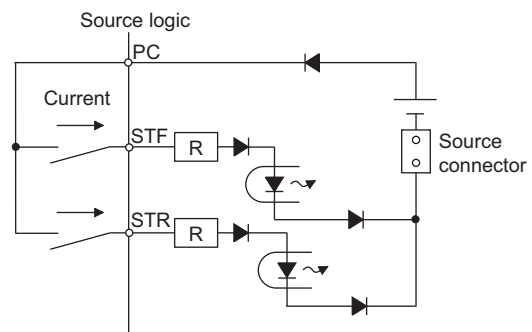 Source logic
PC
Current
STF
R
Source
connector
STR
R